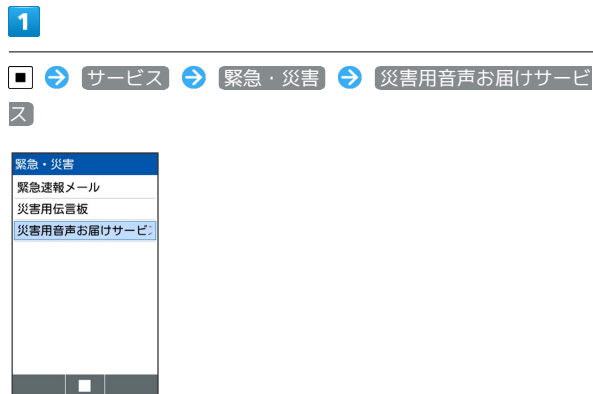 1
サービス 緊急・災害 災害用音声お届けサービ
ス
緊急・災害
緊急速報メール
災害用伝言板
災害用音声お届けサービ